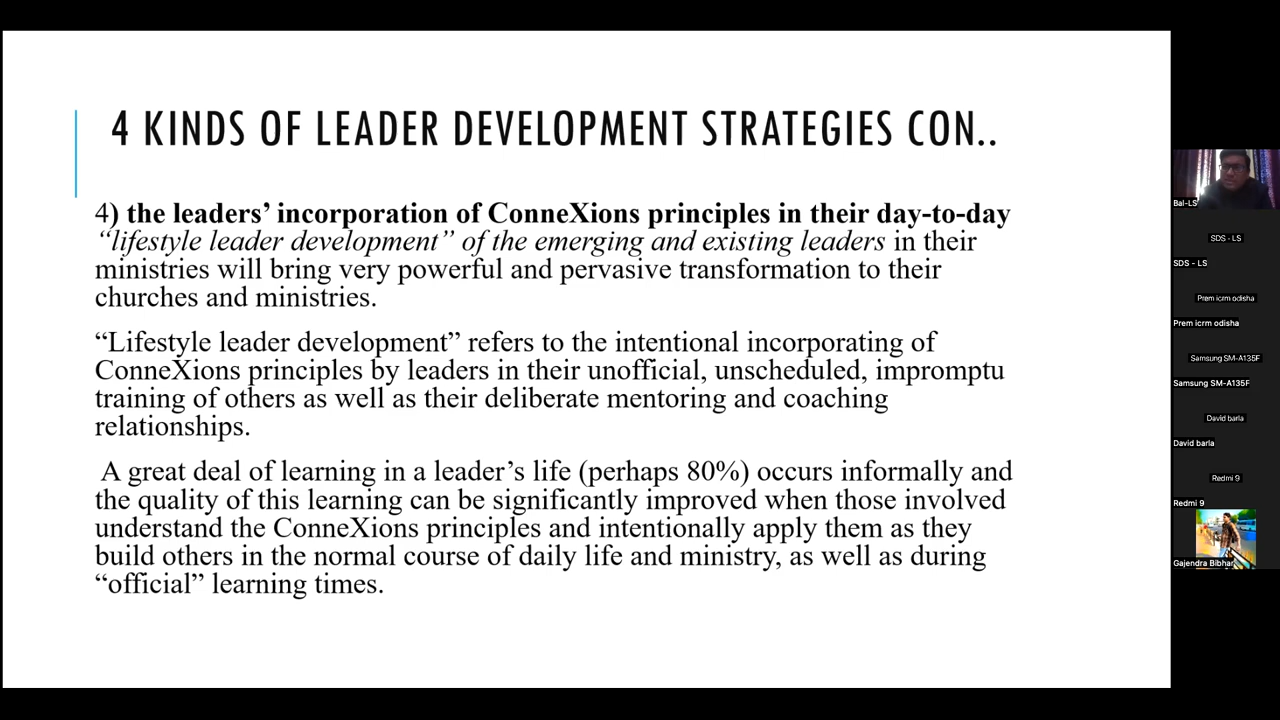 4 KINDS OF LEADER DEVELOPMENT STRATEGIES CON..
4) the leaders’ incorporation of ConneXions principles in their day-to-day
“lifestyle leader development” of the emerging and existing leaders in their
ministries will bring very powerful and pervasive transformation to their
churches and ministries.
“Lifestyle leader development” refers to the intentional incorporating of
ConneXions principles by leaders in their unofficial, unscheduled, impromptu
training of others as well as their deliberate mentoring and coaching
relationships.
A great deal of learning in a leader’s life (perhaps 80%) occurs informally and
the quality of this learning can be significantly improved when those involved
understand the ConneXions principles and intentionally apply them as they
build others in the normal course of daily life and ministry, as well as during
“official” learning times.
Bal-LS
SDS - LS
SDS - LS
Prem icrm odisha
Prem icrm odisha
Samsung SM-A135F
Samsung SM-A135F
David barla
David barla
Redmi 9
Redmi 9
Gajendra Bibhar